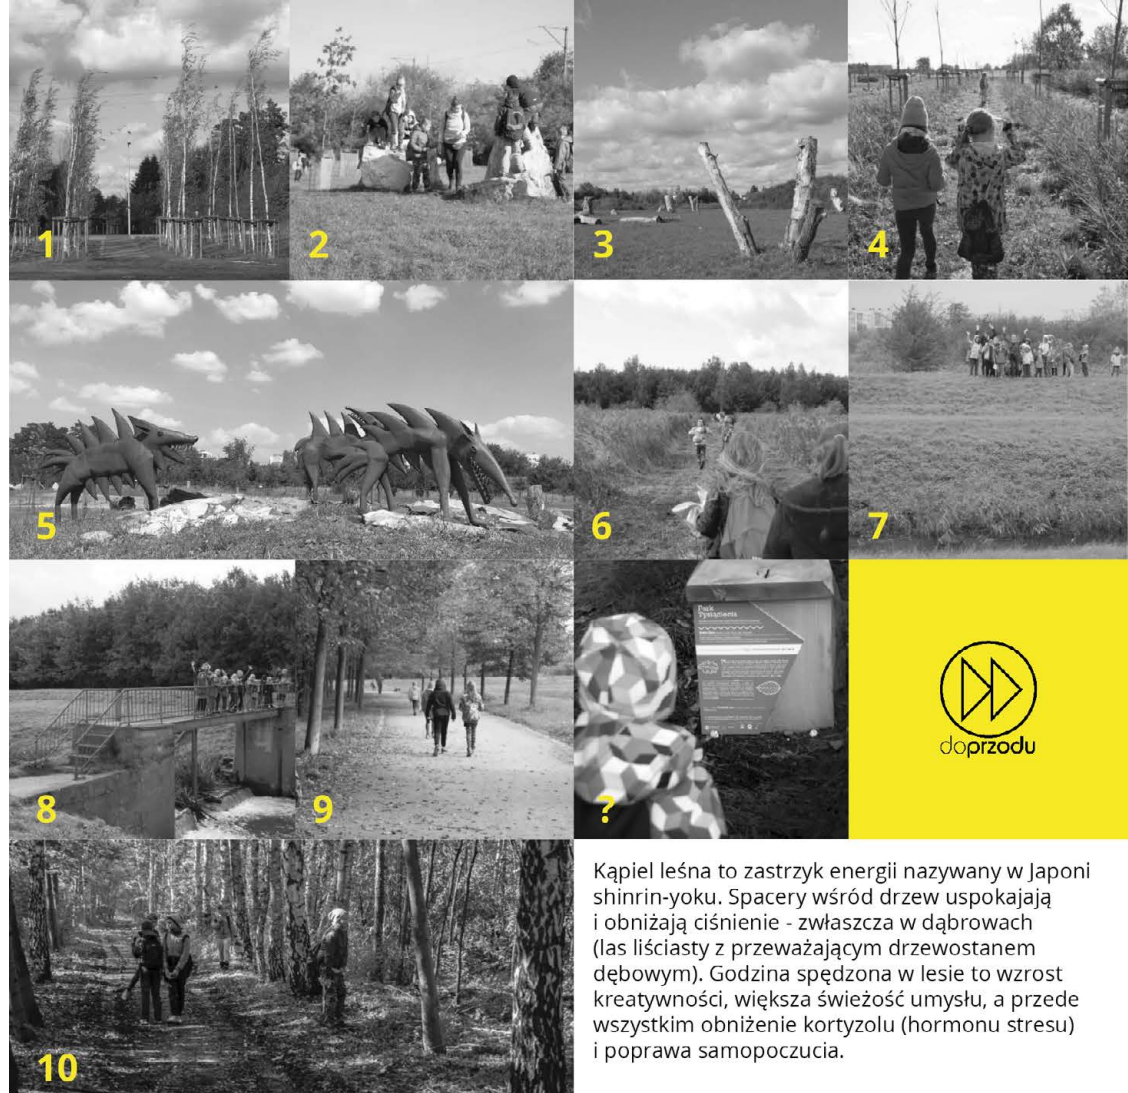 1
2
3
4
5
6
7
8
9
Park
Tysiąclecia
?
doprzodu
10
Kąpiel leśna to zastrzyk energii nazywany w Japoni
shinrin-yoku. Spacery wśród drzew uspokajają
i obniżają ciśnienie - zwłaszcza w dąbrowach
(las liściasty z przeważającym drzewostanem
dębowym). Godzina spędzona w lesie to wzrost
kreatywności, większa świeżość umysłu, a przede
wszystkim obniżenie kortyzolu (hormonu stresu)
i poprawa samopoczucia.